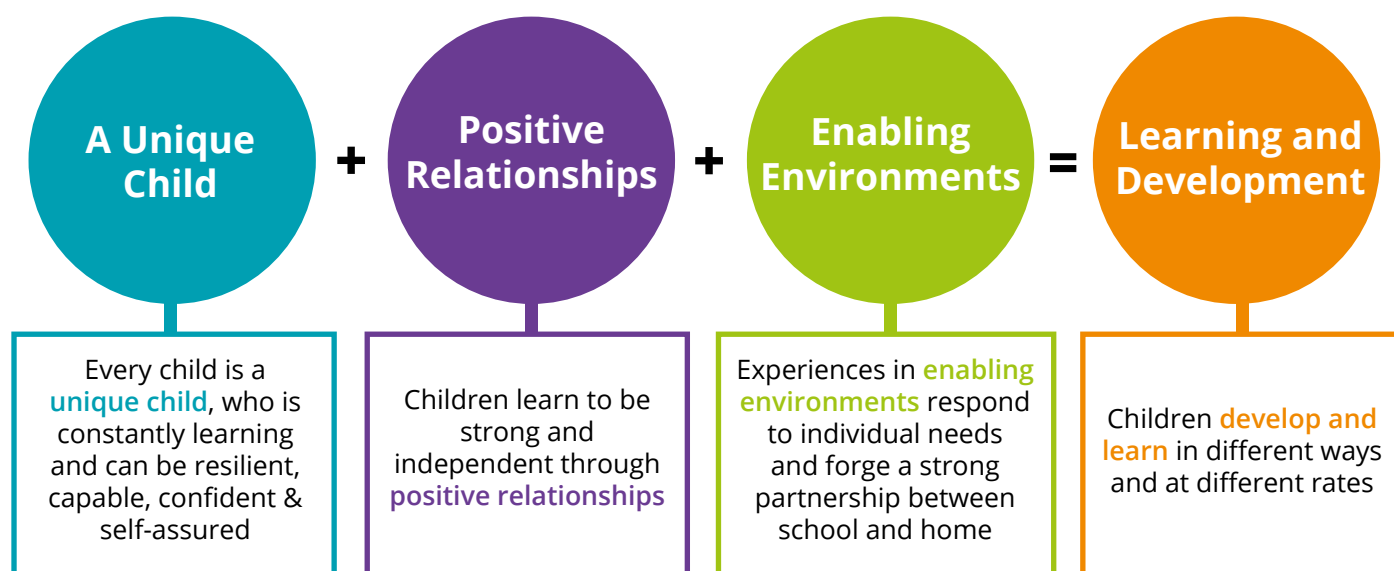 A Unique
Child
+
Positive
Relationships
+
Enabling
Environments
=
Learning and
Development
Every child is a
unique child, who is
constantly learning
and can be resilient,
capable, confident &
self-assured
Children learn to be
strong and
independent through
positive relationships
Experiences in enabling
environments respond
to individual needs
and forge a strong
partnership between
school and home
Children develop and
learn in different ways
and at different rates